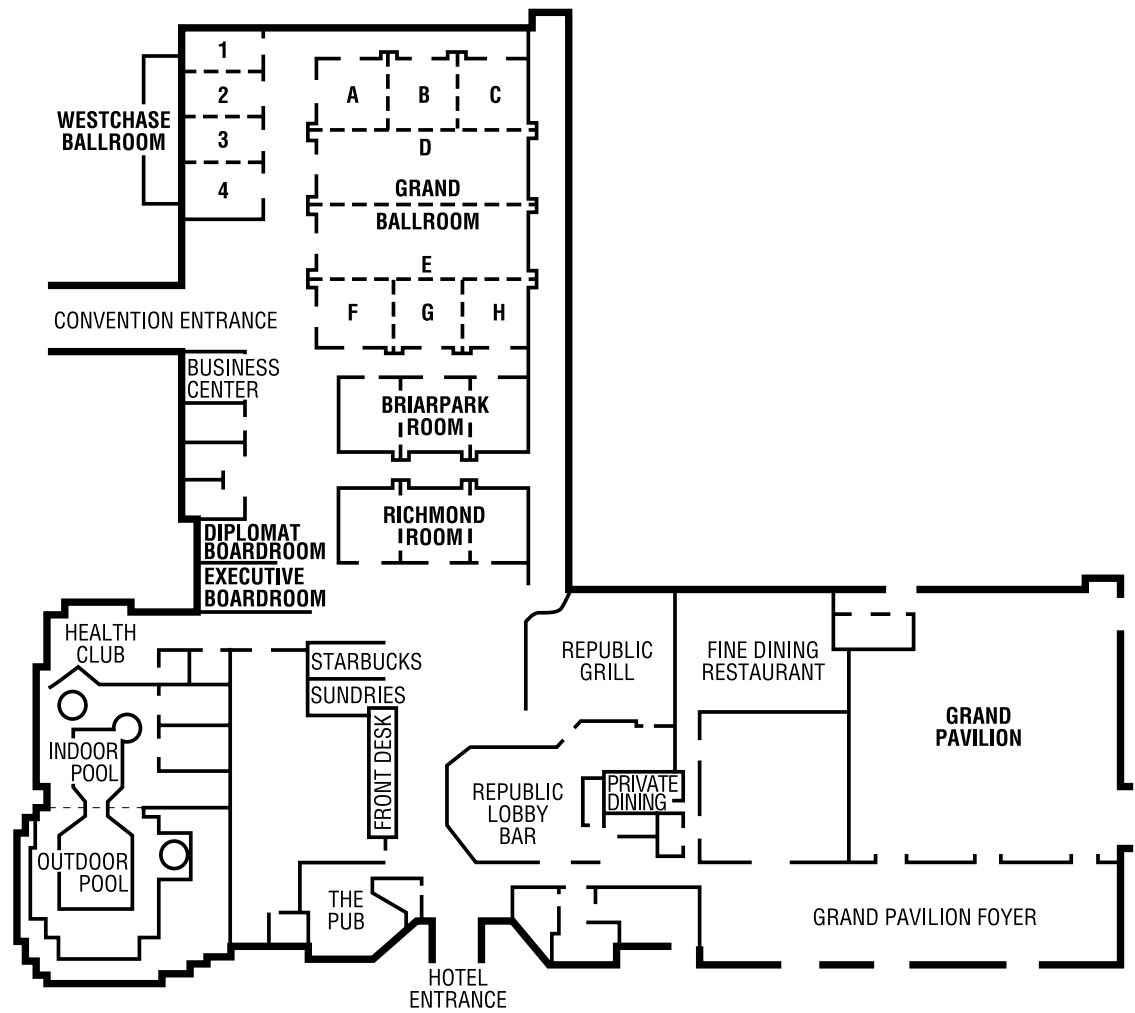 1
A
B
C
2
WESTCHASE
BALLROOM
3
D
4
GRAND
BALLROOM
E
F
G
H
CONVENTION ENTRANCE
BUSINESS
CENTER
BRIARPARK
ROOM
RICHMOND
ROOM
DIPLOMAT
BOARDROOM
EXECUTIVE
BOARDROOM
HEALTH
CLUB
STARBUCKS
SUNDRIES
REPUBLIC
GRILL
FINE DINING
RESTAURANT
GRAND
PAVILION
INDOOR
POOL
FRONT DESK
REPUBLIC
LOBBY
BAR
PRIVATE
DINING
OUTDOOR
POOL
THE
PUB
GRAND PAVILION FOYER
HOTEL
ENTRANCE